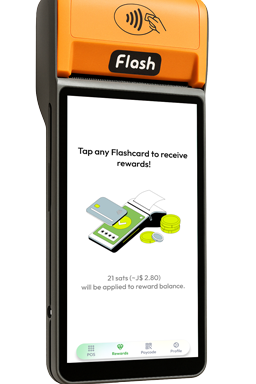 Flash
Tap any Flashcard to receive
rewards!
21 sats (~J$ 2.80)
will be applied to reward balance.
POS
Rewards
Profile